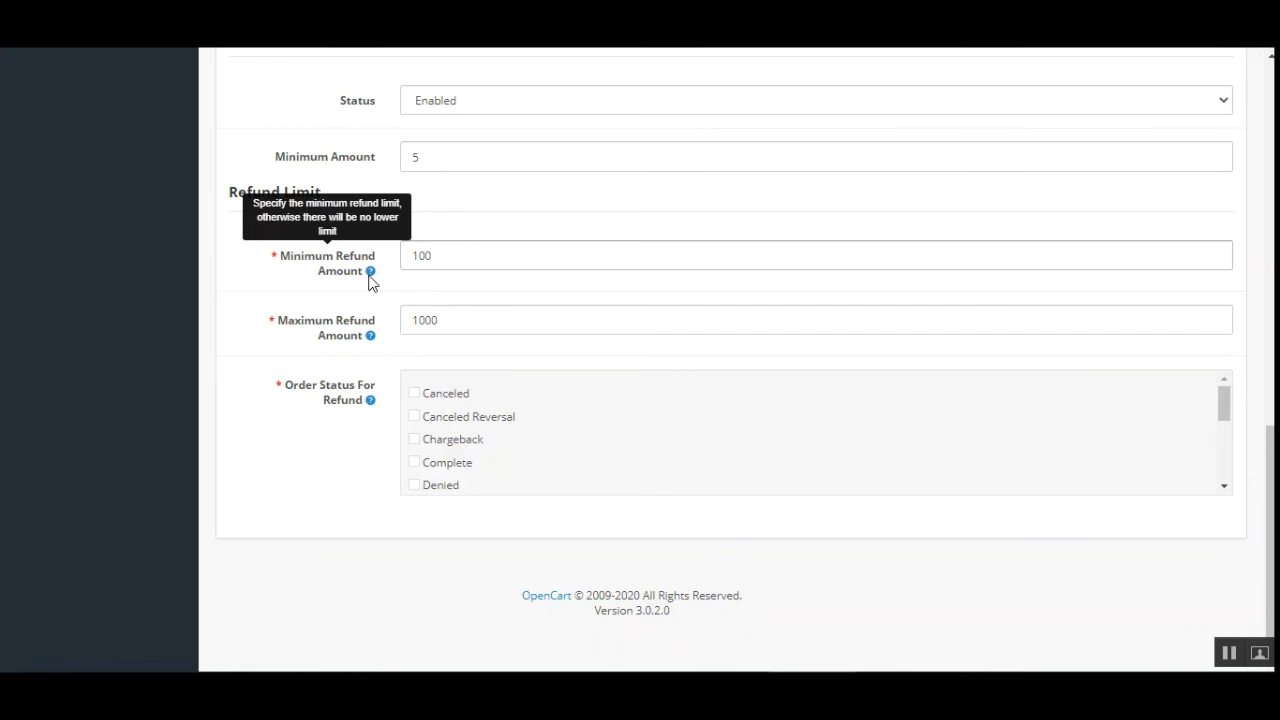 Status
Enabled
Minimum Amount
5
Refund Limit
Specify the minimum refund limit,
otherwise there will be no lower
limit
* Minimum Refund
Amount ?
100
* Maximum Refund
Amount ?
1000
* Order Status For
Refund ?
Canceled
Canceled Reversal
Chargeback
Complete
Denied
OpenCart © 2009-2020 All Rights Reserved.
Version 3.0.2.0